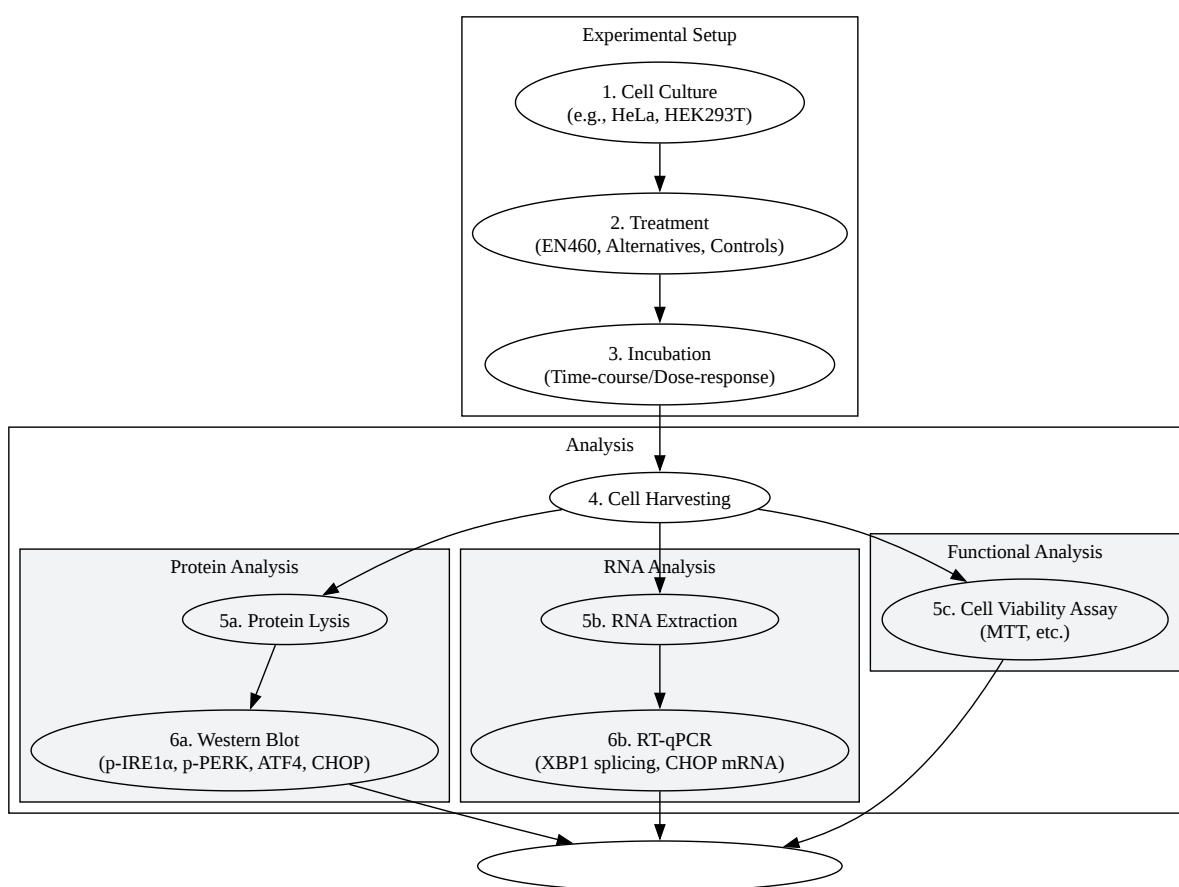 Experimental Setup
1. Cell Culture
(e.g., HeLa, HEK293T)
2. Treatment
(EN460, Alternatives, Controls)
3. Incubation
(Time-course/Dose-response)
Analysis
4. Cell Harvesting
Protein Analysis
RNA Analysis
Functional Analysis
5a. Protein Lysis
5b. RNA Extraction
5c. Cell Viability Assay
(MTT, etc.)
6a. Western Blot
(p-IRE1α, p-PERK, ATF4, CHOP)
6b. RT-qPCR
(XBP1 splicing, CHOP mRNA)